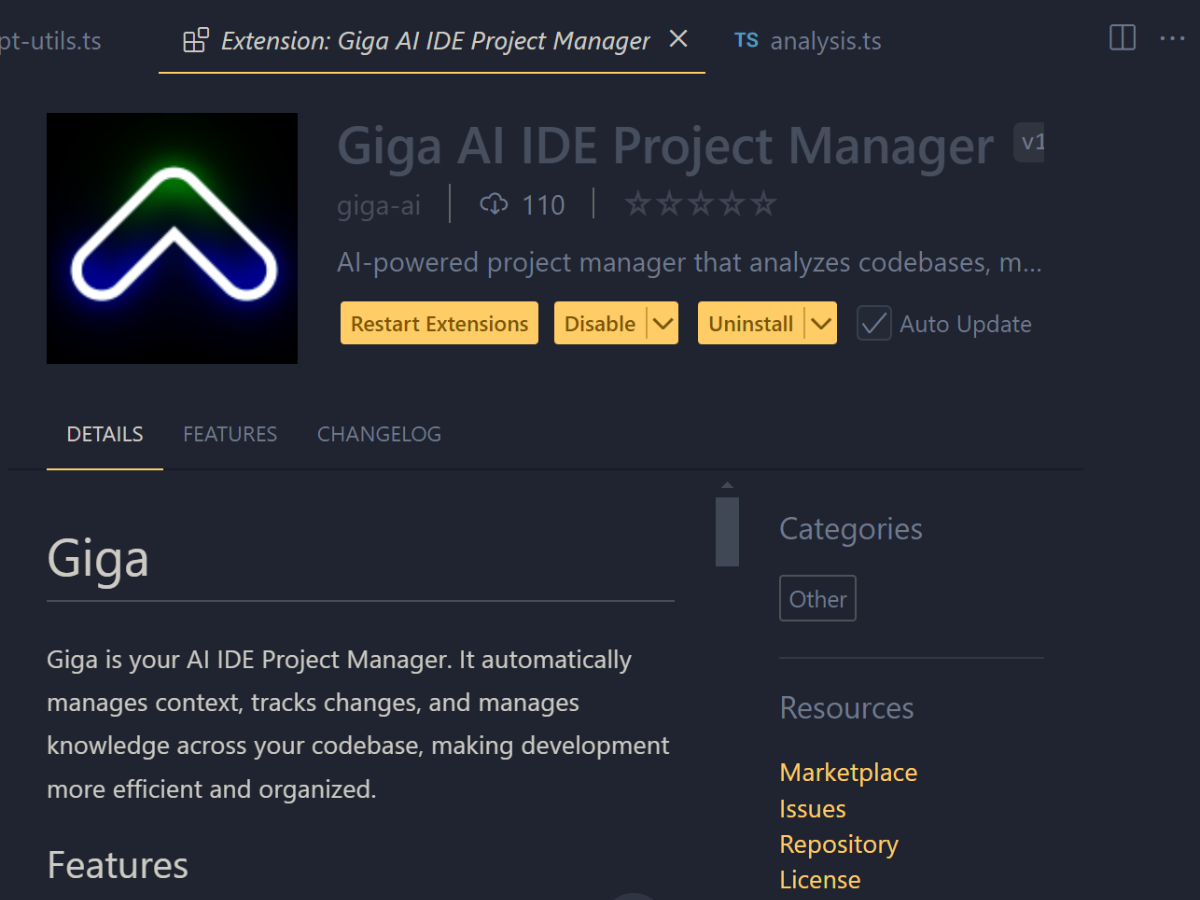 pt-utils.ts
Extension: Giga AI IDE Project Manager
TS analysis.ts
Giga AI IDE Project Manager v1
giga-ai
110
AI-powered project manager that analyzes codebases, m...
Restart Extensions
Disable
Uninstall
Auto Update
DETAILS
FEATURES
CHANGELOG
Giga
Giga is your AI IDE Project Manager. It automatically
manages context, tracks changes, and manages
knowledge across your codebase, making development
more efficient and organized.
Features
Categories
Other
Resources
Marketplace
Issues
Repository
License